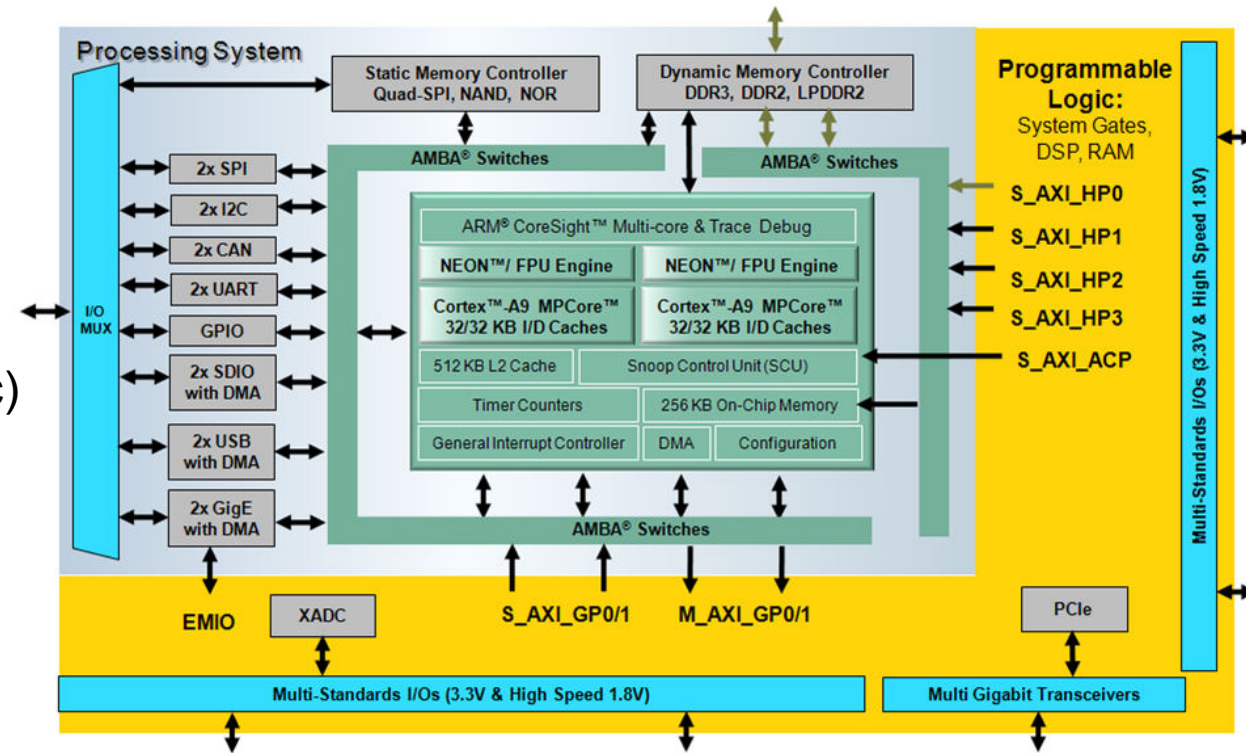 Processing System
Static Memory Controller
Quad-SPI, NAND, NOR
Dynamic Memory Controller
DDR3, DDR2, LPDDR2
Programmable
Logic:
System Gates,
DSP, RAM
AMBA® Switches
AMBA® Switches
2x SPI
2x I2C
2x CAN
2x UART
GPIO
2x SDIO
with DMA
2x USB
with DMA
2x GigE
with DMA
I/O
MUX
c)
ARM® CoreSight™ Multi-core & Trace Debug
NEON™/ FPU Engine
NEON™/ FPU Engine
Cortex™-A9 MPCore™
32/32 KB I/D Caches
Cortex™-A9 MPCore™
32/32 KB I/D Caches
512 KB L2 Cache
Snoop Control Unit (SCU)
Timer Counters
256 KB On-Chip Memory
General Interrupt Controller
DMA
Configuration
AMBA® Switches
S_AXI_HP0
S_AXI_HP1
S_AXI_HP2
S_AXI_HP3
S_AXI_ACP
Multi-Standards I/Os (3.3V & High Speed 1.8V)
EMIO
XADC
S_AXI_GP0/1
M_AXI_GP0/1
PCIe
Multi-Standards I/Os (3.3V & High Speed 1.8V)
Multi Gigabit Transceivers